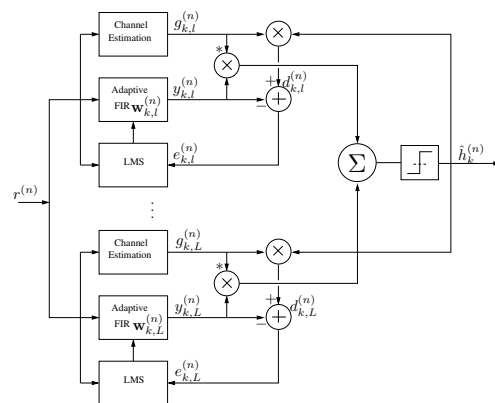 Channel
Estimation
g_{k,l}^{(n)}
×
*
×
Adaptive
FIR w_{k,l}^{(n)}
y_{k,l}^{(n)}
+
d_{k,l}^{(n)}
−
+
LMS
e_{k,l}^{(n)}
Σ
ĥ_k^{(n)}
r^{(n)}
⋮
Channel
Estimation
g_{k,L}^{(n)}
×
*
×
Adaptive
FIR w_{k,L}^{(n)}
y_{k,L}^{(n)}
+
d_{k,L}^{(n)}
−
+
LMS
e_{k,L}^{(n)}